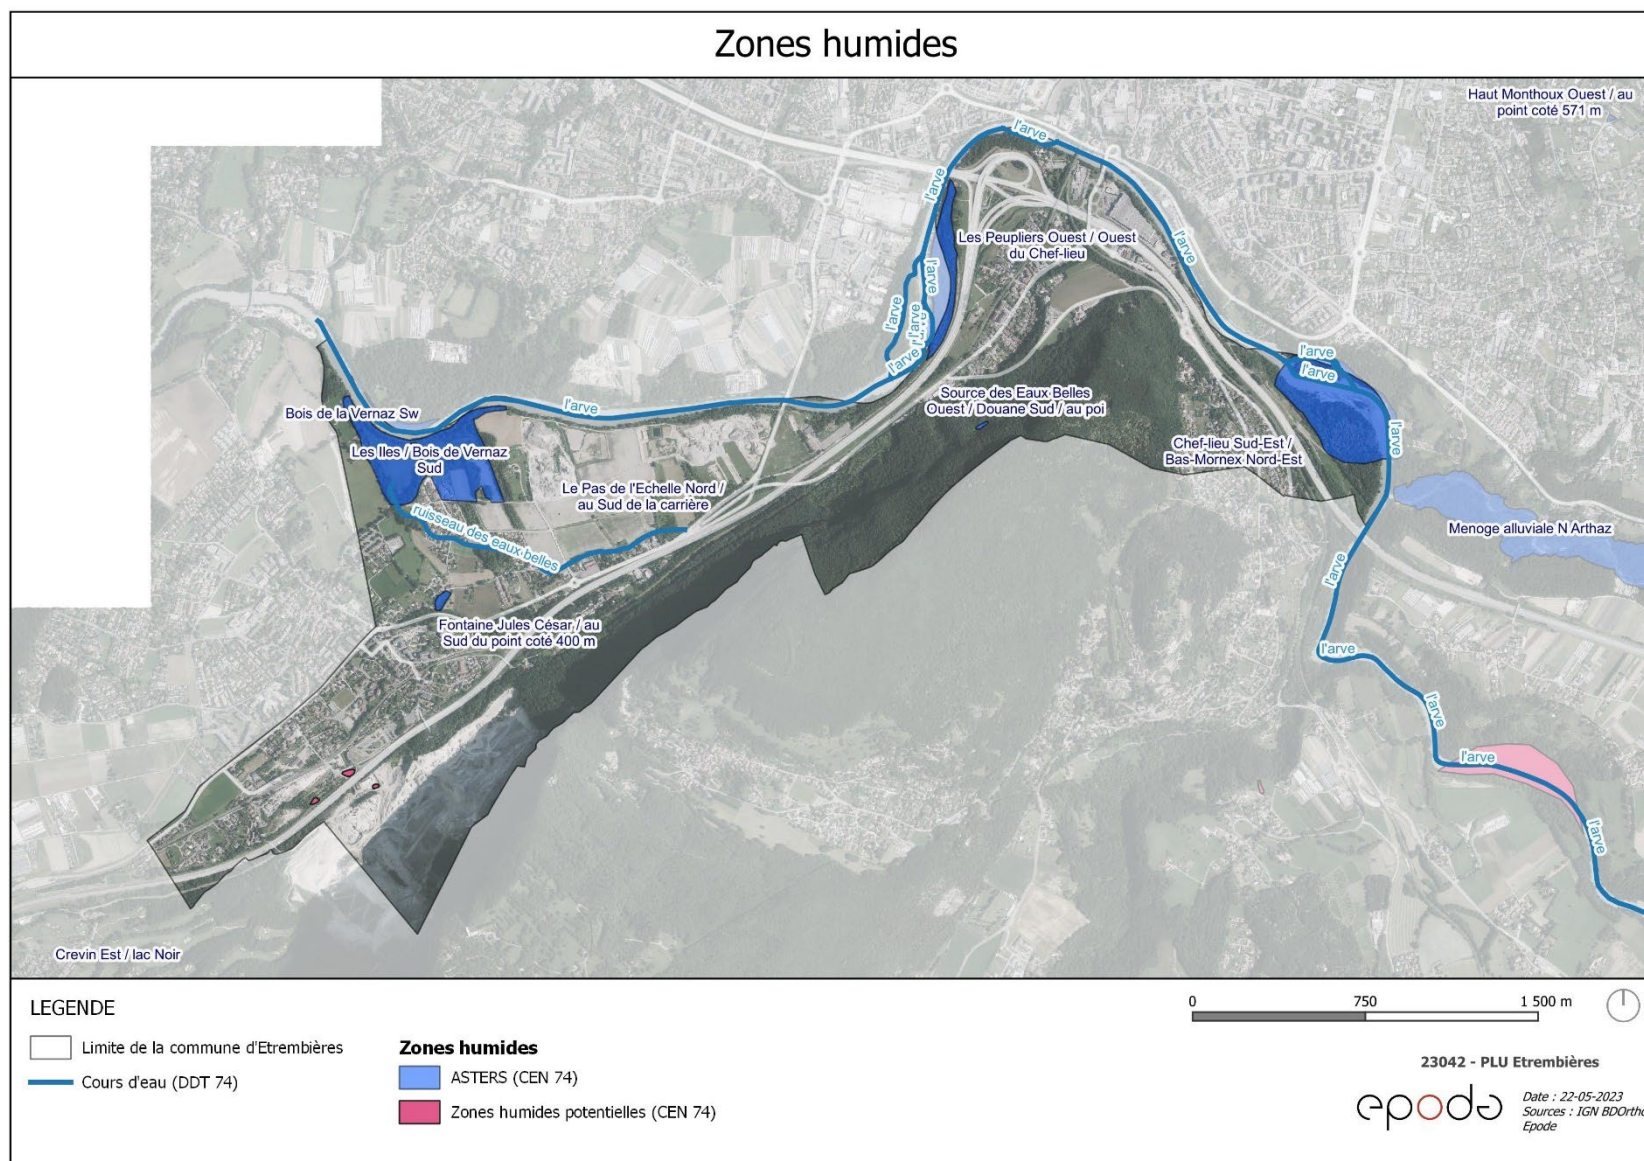 Zones humides
Haut Monthoux Ouest / au
point coté 571 m
l'arve
l'arve
l'arve
Les Peupliers Ouest / Ouest
du Chef-lieu
l'arve
l'arve
l'arve
l'arve
l'arve
l'arve
l'arve
l'arve
Bois de la Vernaz Sw
l'arve
Source des Eaux Belles
Ouest / Douane Sud / au poi
l'arve
Les Iles / Bois de Vernaz
Sud
Chef-lieu Sud-Est /
Bas-Mornex Nord-Est
Le Pas de l'Echelle Nord /
au Sud de la carrière
ruisseau des eaux belles
Menoge alluviale N Arthaz
l'arve
Fontaine Jules César / au
Sud du point coté 400 m
l'arve
l'arve
l'arve
l'arve
Crevin Est / lac Noir
LEGENDE
Limite de la commune d'Etrembières
Cours d'eau (DDT 74)
Zones humides
ASTERS (CEN 74)
Zones humides potentielles (CEN 74)
0 750 1 500 m
23042 - PLU Etrembières
epode
Date : 22-05-2023
Sources : IGN BDOrtho
Epode